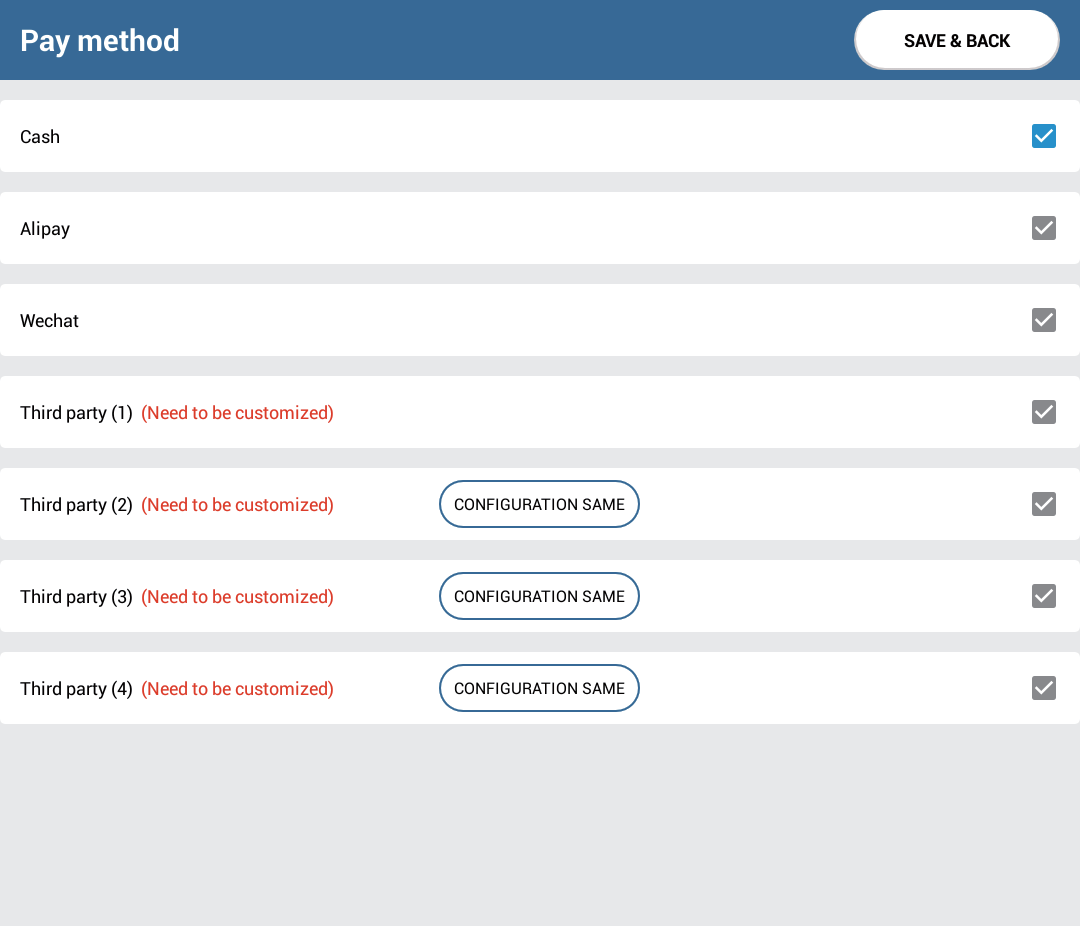 Pay method
SAVE & BACK
Cash
Alipay
Wechat
Third party (1) (Need to be customized)
Third party (2) (Need to be customized) CONFIGURATION SAME
Third party (3) (Need to be customized) CONFIGURATION SAME
Third party (4) (Need to be customized) CONFIGURATION SAME